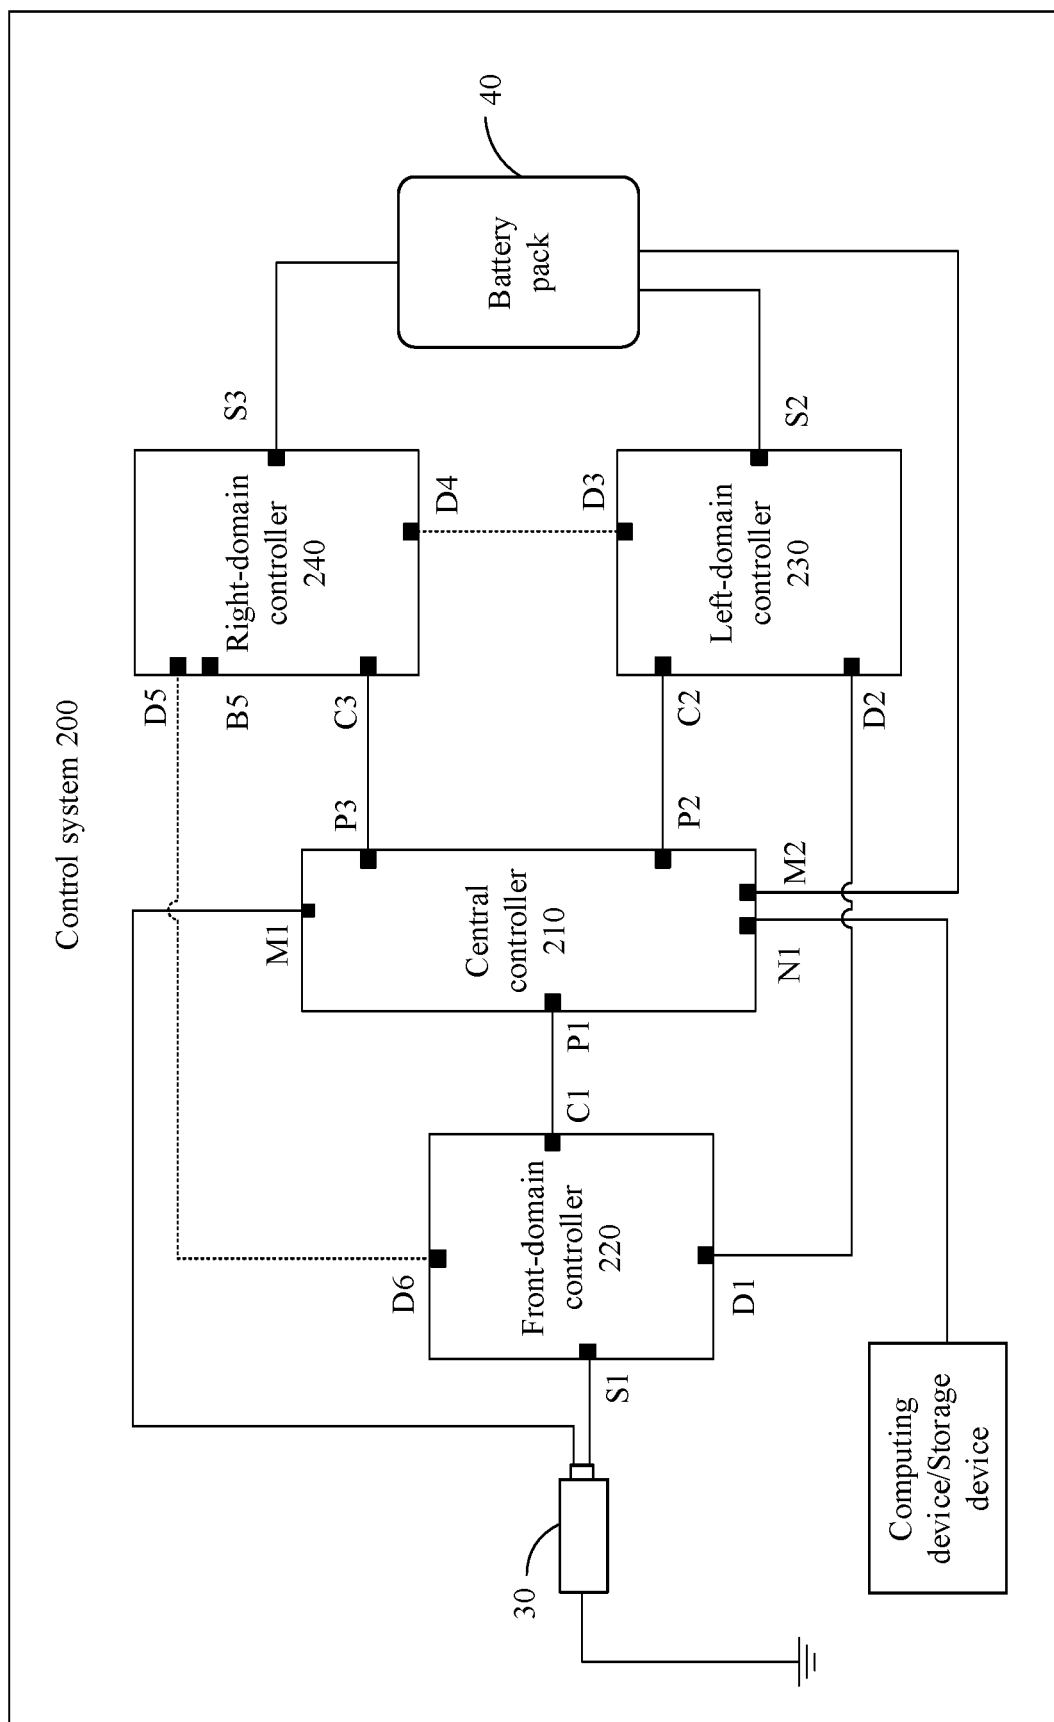 Control system 200
30
S1
D6
Front-domain
controller
220
D1
C1
P1
M1
Central
controller
210
N1
M2
P3
P2
D5
B5
C3
Right-domain
controller
240
D4
S3
C2
D2
D3
Left-domain
controller
230
S2
Battery
pack
40
Computing
device/Storage
device